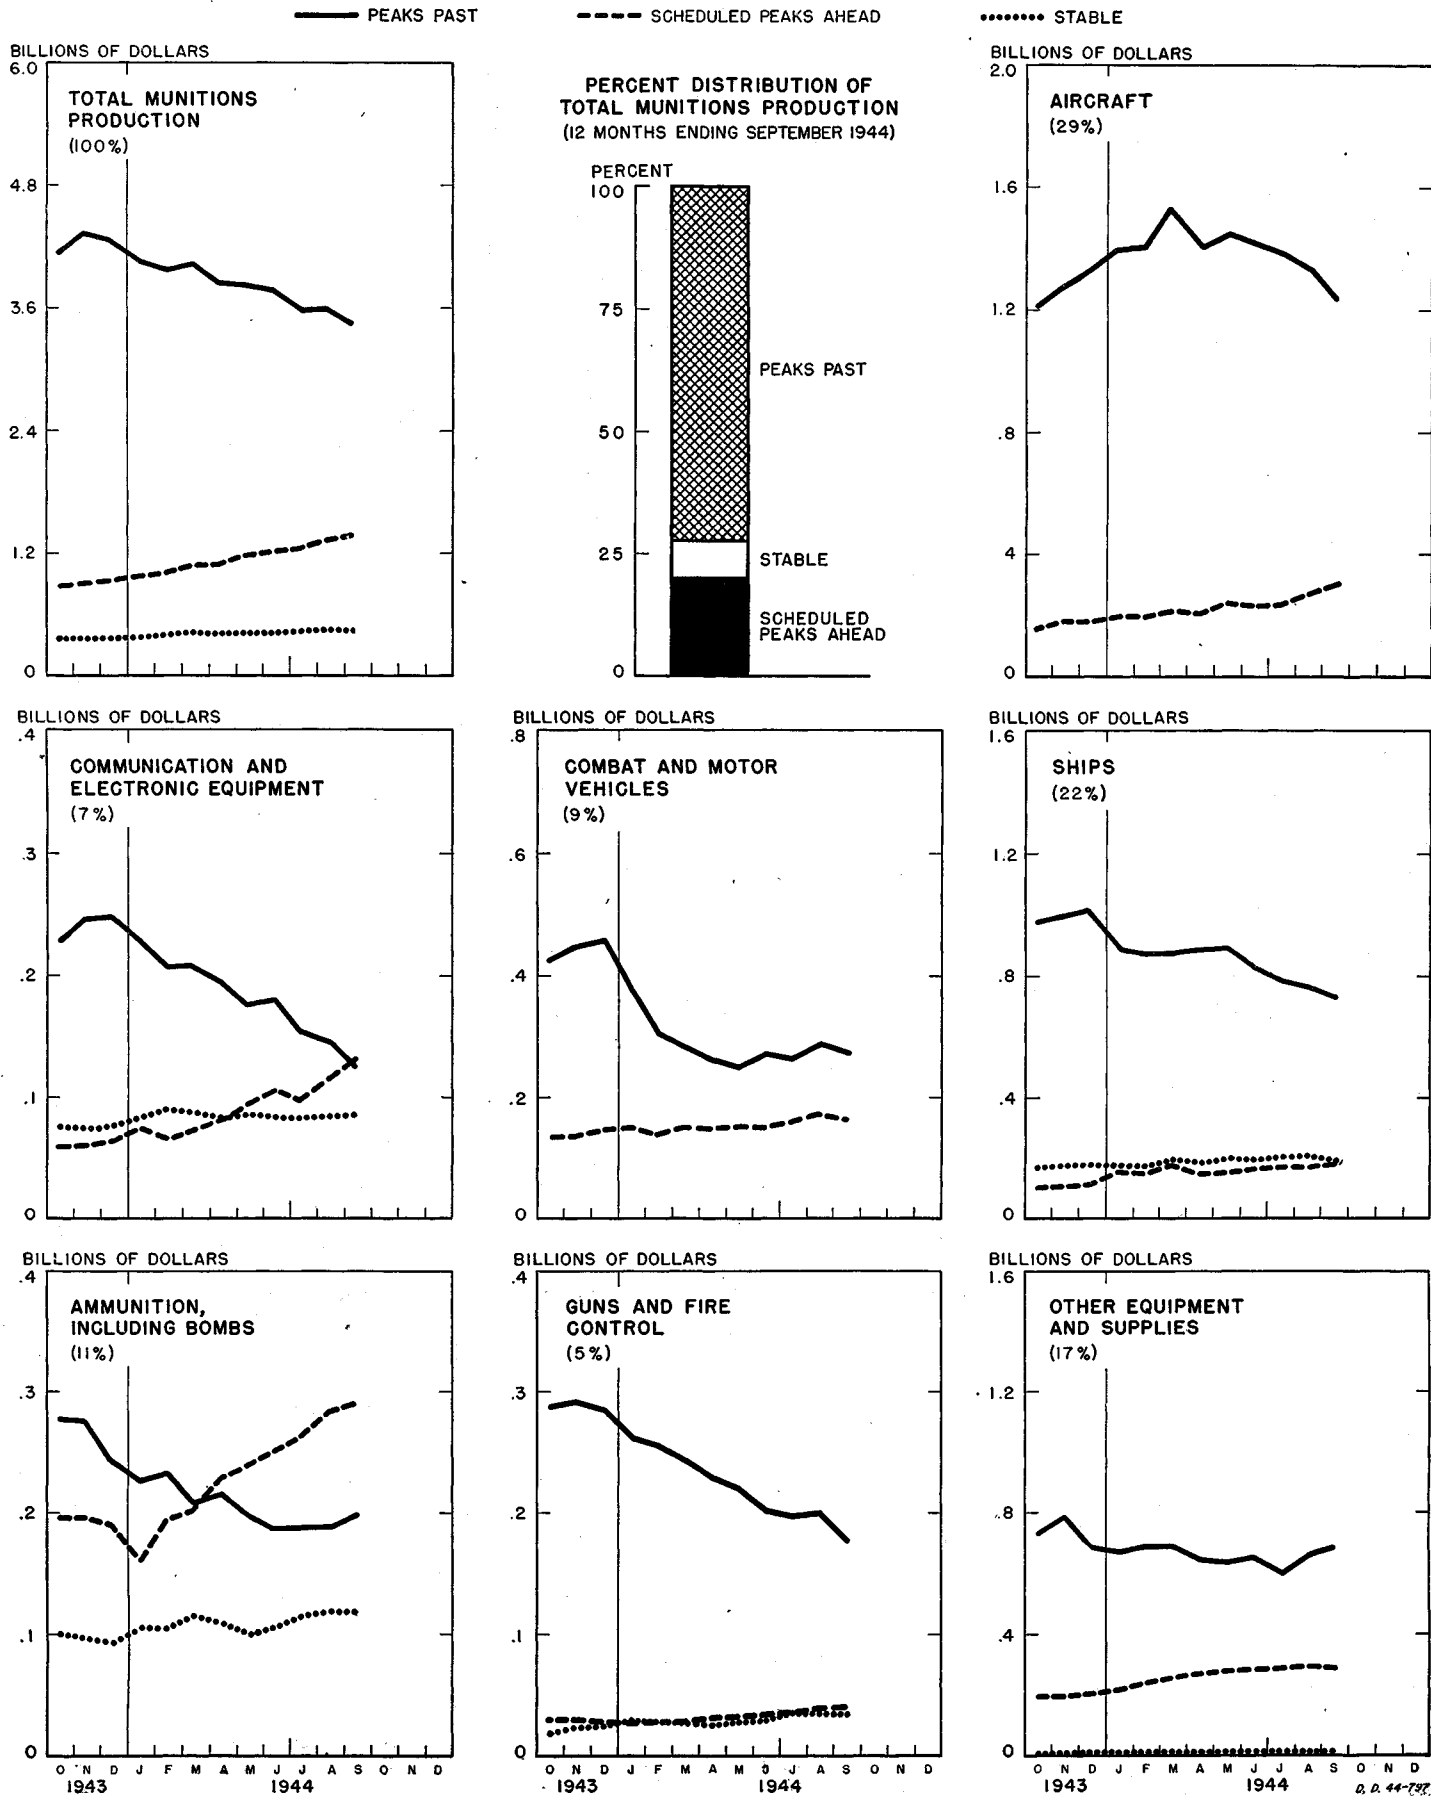 PEAKS PAST
SCHEDULED PEAKS AHEAD
STABLE
BILLIONS OF DOLLARS
6.0
4.8
3.6
2.4
1.2
0
TOTAL MUNITIONS
PRODUCTION
(100%)
PERCENT DISTRIBUTION OF
TOTAL MUNITIONS PRODUCTION
(12 MONTHS ENDING SEPTEMBER 1944)
PERCENT
100
75
50
25
0
PEAKS PAST
STABLE
SCHEDULED
PEAKS AHEAD
BILLIONS OF DOLLARS
2.0
1.6
1.2
.8
4
0
AIRCRAFT
(29%)
BILLIONS OF DOLLARS
.4
.3
.2
.1
0
COMMUNICATION AND
ELECTRONIC EQUIPMENT
(7%)
BILLIONS OF DOLLARS
.8
.6
.4
.2
0
COMBAT AND MOTOR
VEHICLES
(9%)
BILLIONS OF DOLLARS
1.6
1.2
.8
.4
0
SHIPS
(22%)
BILLIONS OF DOLLARS
.4
.3
.2
.1
0
AMMUNITION,
INCLUDING BOMBS
(11%)
O N D J F M A M J J A S O N D
1943 1944
BILLIONS OF DOLLARS
.4
.3
.2
.1
0
GUNS AND FIRE
CONTROL
(5%)
O N D J F M A M J J A S O N D
1943 1944
BILLIONS OF DOLLARS
1.6
1.2
.8
.4
0
OTHER EQUIPMENT
AND SUPPLIES
(17%)
O N D J F M A M J J A S O N D
1943 1944
D.D. 44-797